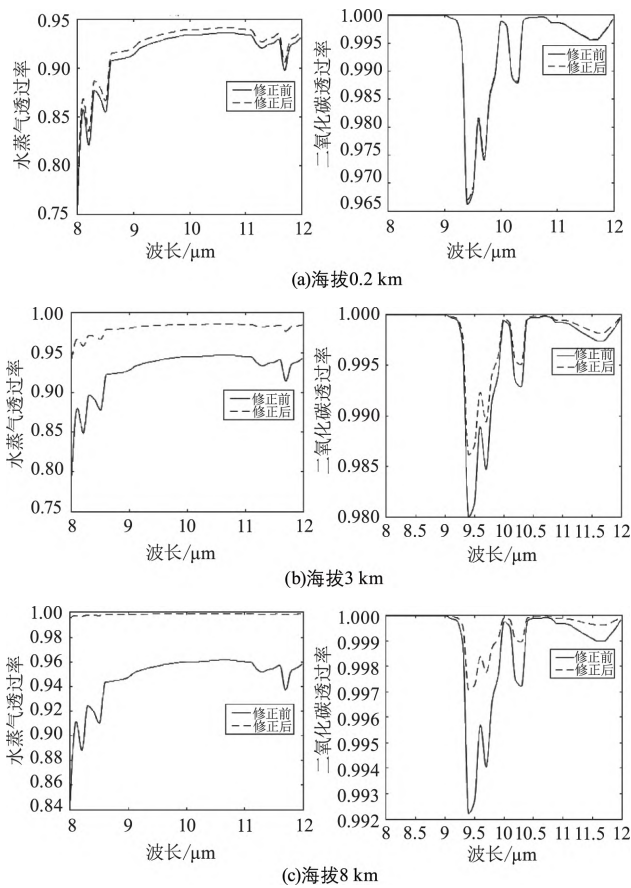 0.95
0.90
0.85
0.80
0.75
8
9
10
11
12
水蒸气透过率
波长/μm
修正前
修正后
1.000
0.995
0.990
0.985
0.980
0.975
0.970
0.965
8
9
10
11
12
二氧化碳透过率
波长/μm
修正前
修正后
(a)海拔0.2 km
1.00
0.95
0.90
0.85
0.80
0.75
8
9
10
11
12
水蒸气透过率
波长/μm
修正前
修正后
1.000
0.995
0.990
0.985
0.980
8
8.5
9
9.5
10
10.5
11
11.5
12
二氧化碳透过率
波长/μm
修正前
修正后
(b)海拔3 km
1.00
0.98
0.96
0.94
0.92
0.90
0.88
0.86
0.84
8
9
10
11
12
水蒸气透过率
波长/μm
修正前
修正后
1.000
0.999
0.998
0.997
0.996
0.995
0.994
0.993
0.992
8
8.5
9
9.5
10
10.5
11
11.5
12
二氧化碳透过率
波长/μm
修正前
修正后
(c)海拔8 km